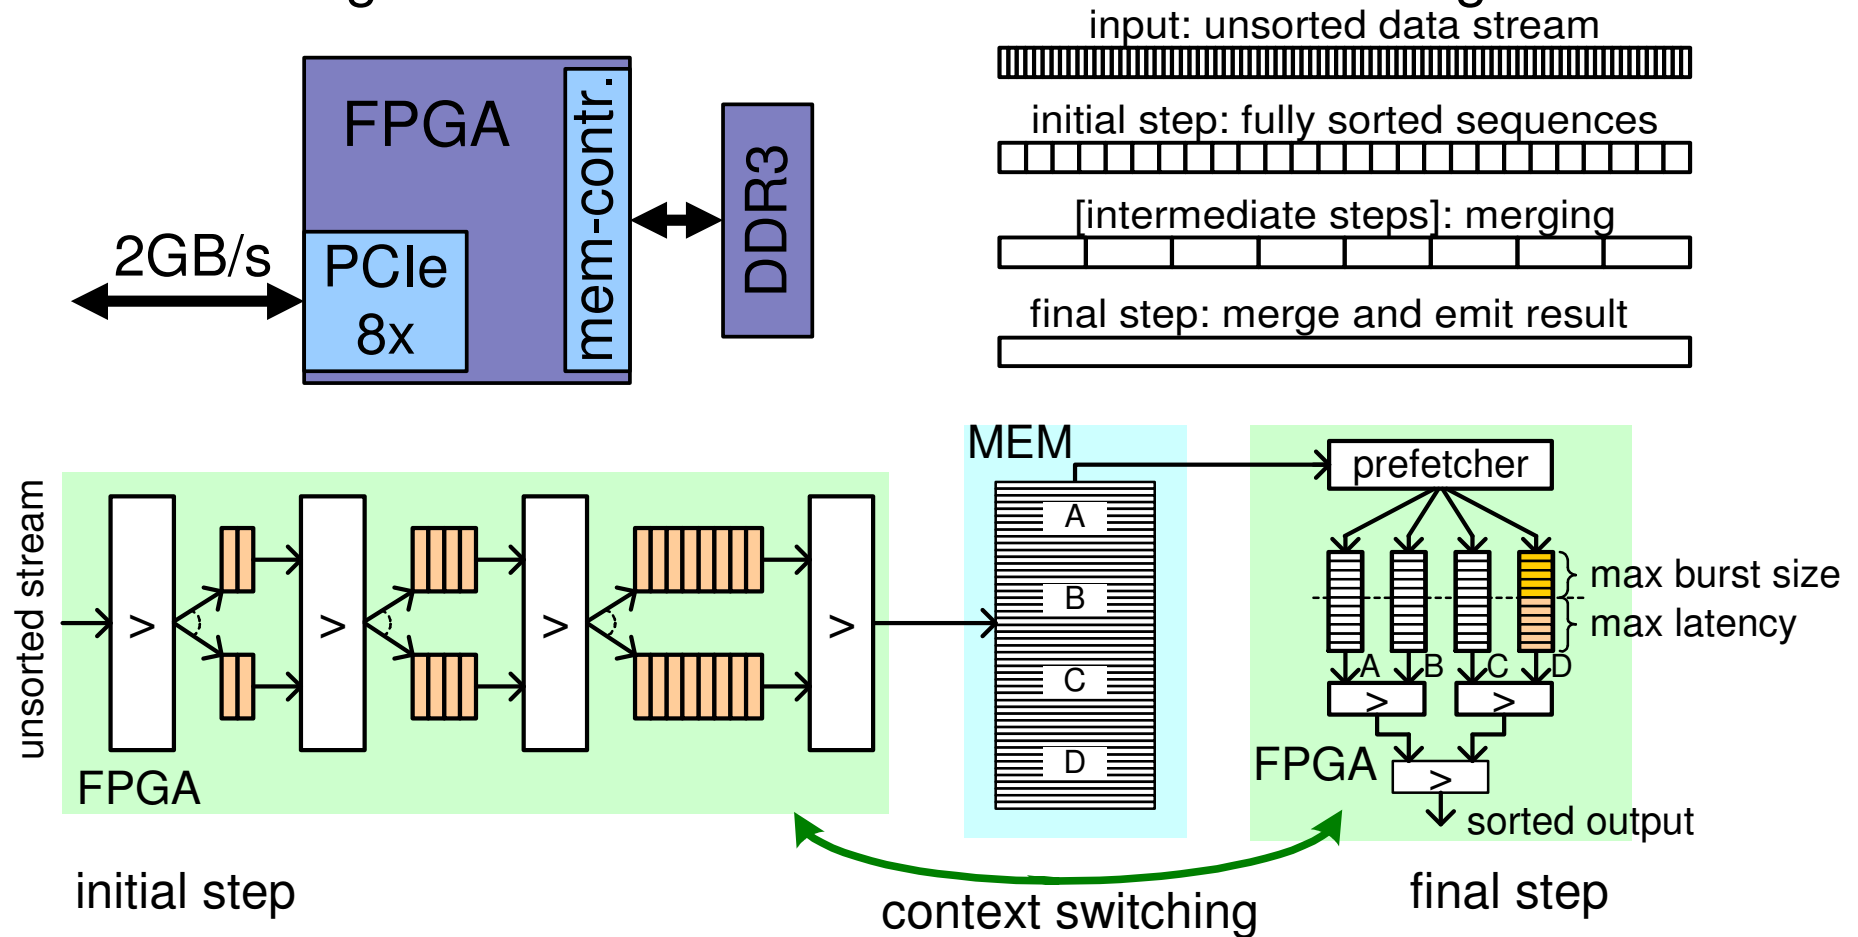 FPGA
mem-contr.
DDR3
2GB/s
PCIe
8x
input: unsorted data stream
initial step: fully sorted sequences
[intermediate steps]: merging
final step: merge and emit result
unsorted stream
>
>
>
>
FPGA
initial step
MEM
A
B
C
D
prefetcher
max burst size
max latency
A
B
C
D
>
>
FPGA
>
sorted output
final step
context switching